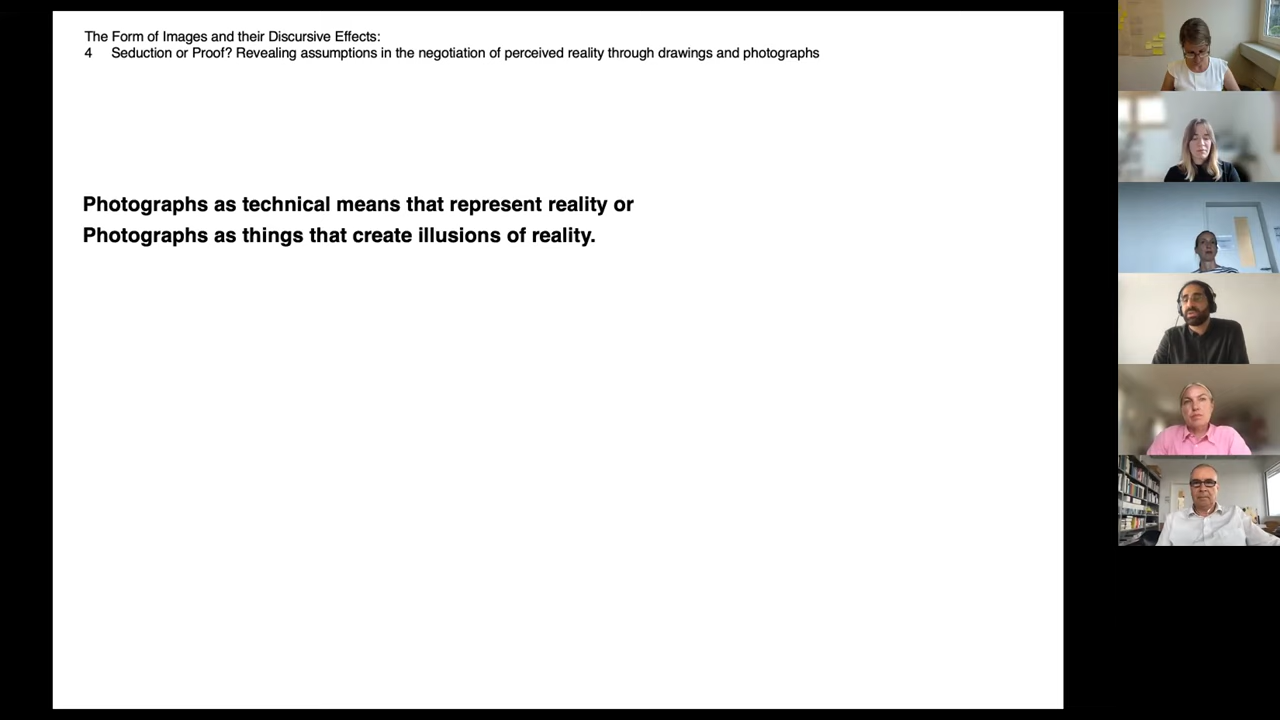 The Form of Images and their Discursive Effects:
4 Seduction or Proof? Revealing assumptions in the negotiation of perceived reality through drawings and photographs
Photographs as technical means that represent reality or
Photographs as things that create illusions of reality.